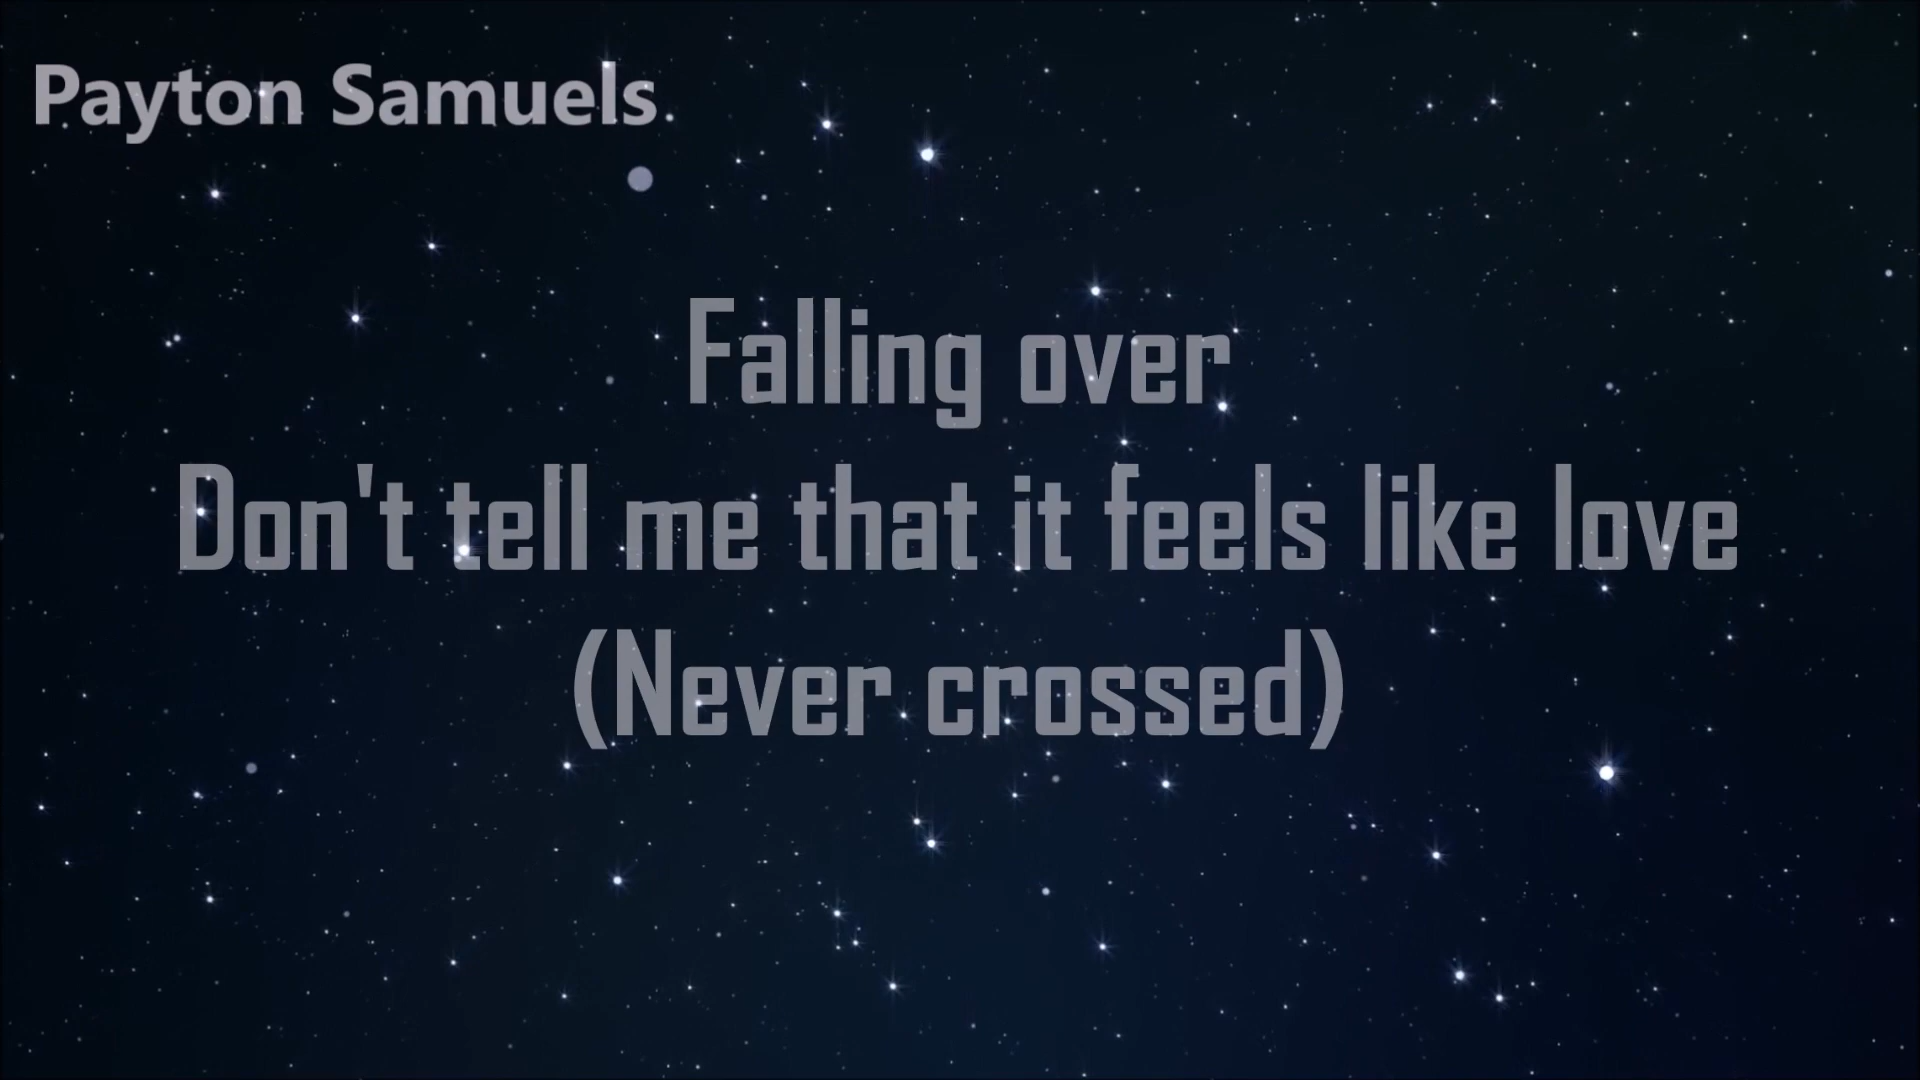 Payton Samuels
Falling over
Don't tell me that it feels like love
(Never crossed)